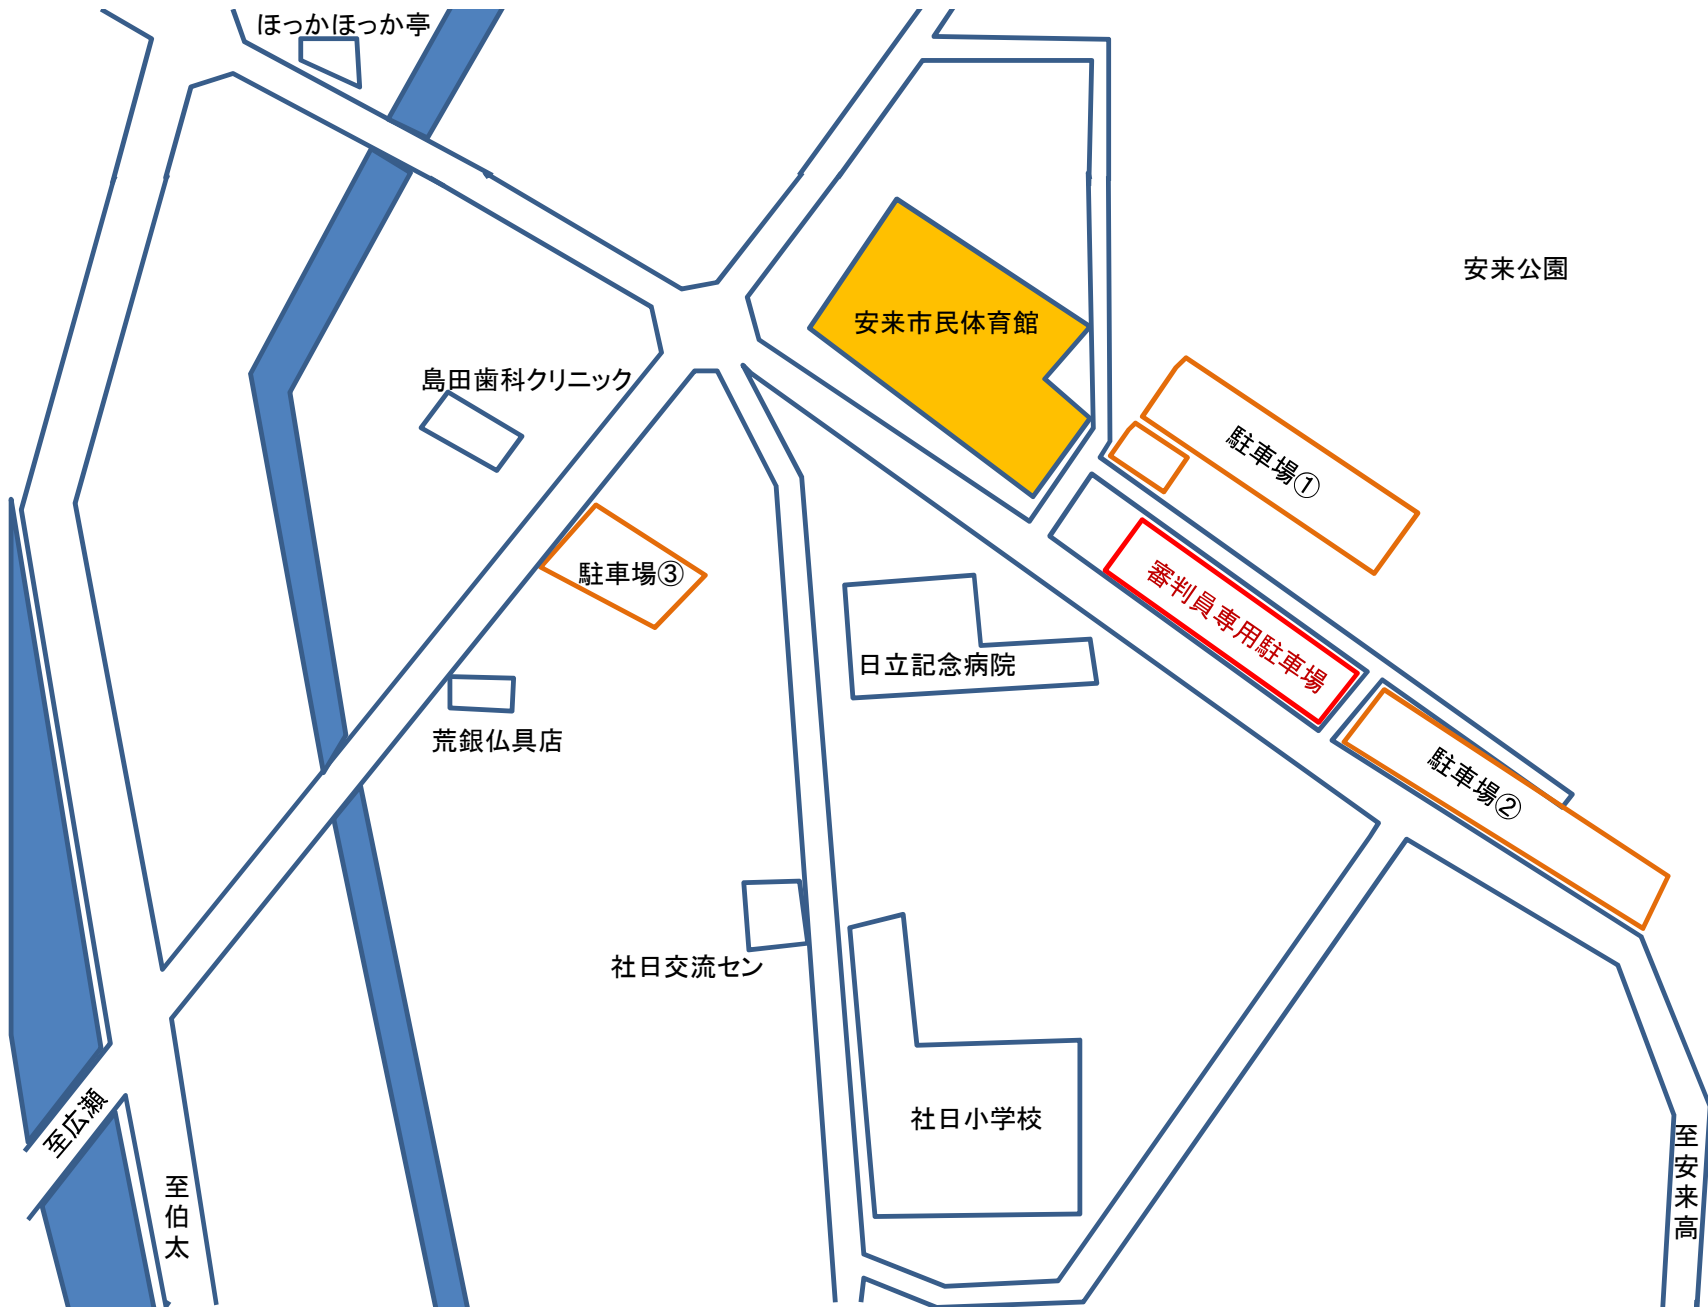 ほっかほっか亭
安来公園
安来市民体育館
島田歯科クリニック
駐車場①
駐車場③
審判員専用駐車場
日立記念病院
荒銀仏具店
駐車場②
社日交流セン
至広瀬
社日小学校
至伯太
至安来高